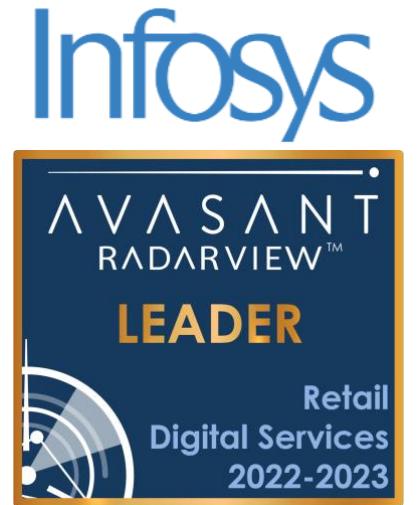 Infosys
AVASANT
RADARVIEW™
LEADER
Retail
Digital Services
2022-2023